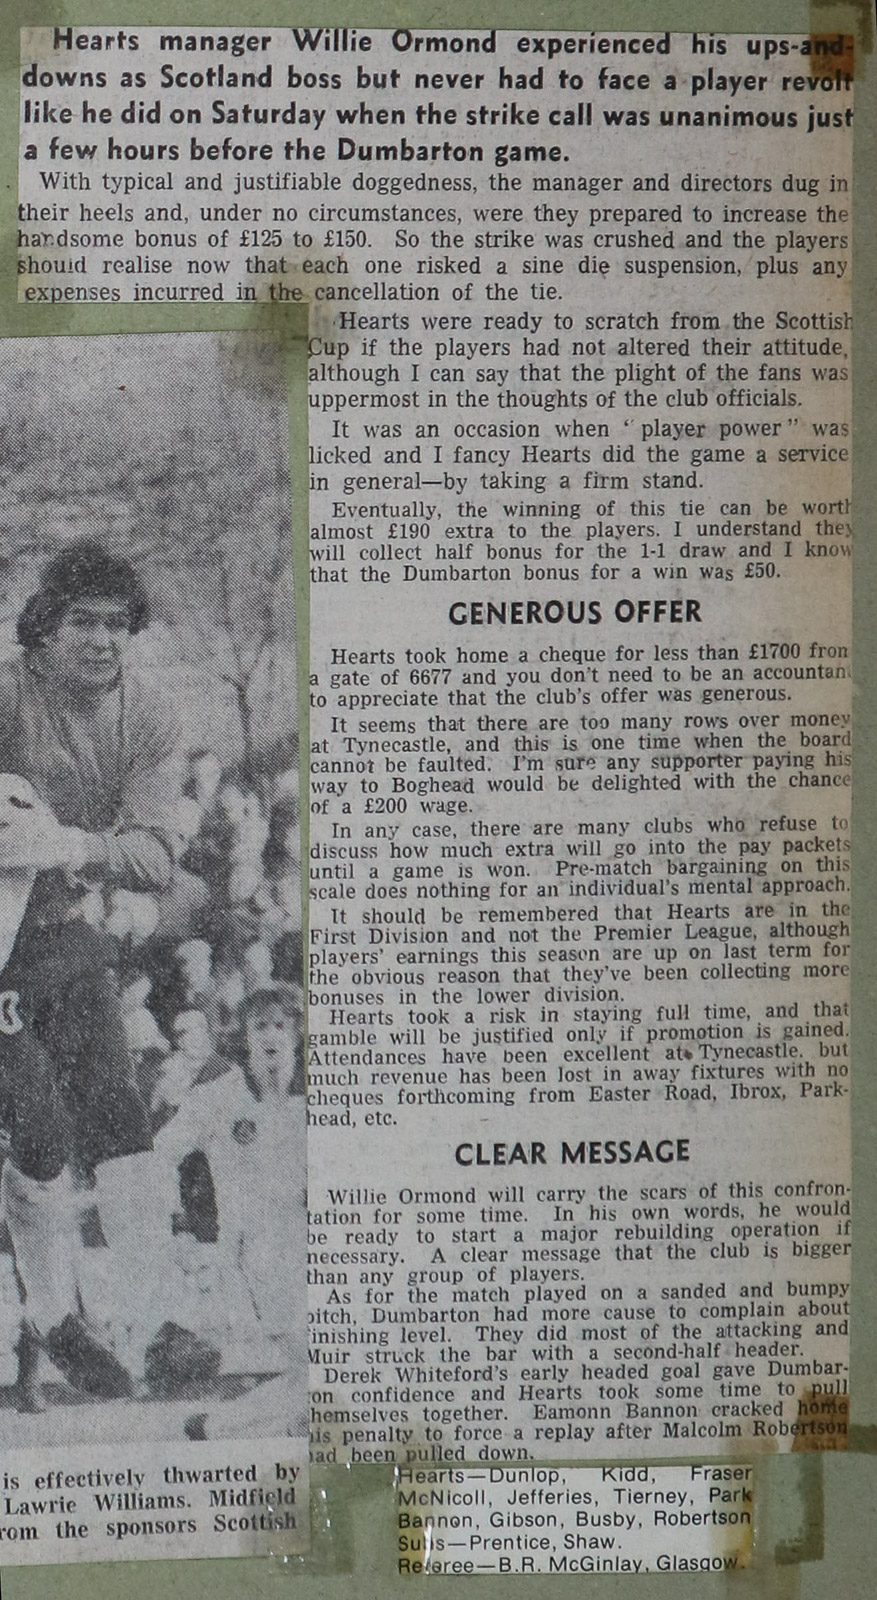 Hearts manager Willie Ormond experienced his ups-and-
downs as Scotland boss but never had to face a player revolt
like he did on Saturday when the strike call was unanimous just
a few hours before the Dumbarton game.
With typical and justifiable doggedness, the manager and directors dug in
their heels and, under no circumstances, were they prepared to increase the
handsome bonus of £125 to £150. So the strike was crushed and the players
should realise now that each one risked a sine die suspension, plus any
expenses incurred in the cancellation of the tie.
Hearts were ready to scratch from the Scottish
Cup if the players had not altered their attitude,
although I can say that the plight of the fans was
uppermost in the thoughts of the club officials.
It was an occasion when "player power" was
licked and I fancy Hearts did the game a service
in general—by taking a firm stand.
Eventually, the winning of this tie can be worth
almost £190 extra to the players. I understand they
will collect half bonus for the 1-1 draw and I know
that the Dumbarton bonus for a win was £50.
GENEROUS OFFER
Hearts took home a cheque for less than £1700 fron
a gate of 6677 and you don't need to be an accountan
to appreciate that the club's offer was generous.
It seems that there are too many rows over money
at Tynecastle, and this is one time when the board
cannot be faulted. I'm sure any supporter paying his
way to Boghead would be delighted with the chance
of a £200 wage.
In any case, there are many clubs who refuse to
discuss how much extra will go into the pay packets
until a game is won. Pre-match bargaining on this
scale does nothing for an individual's mental approach.
It should be remembered that Hearts are in the
First Division and not the Premier League, although
players' earnings this season are up on last term for
the obvious reason that they've been collecting more
bonuses in the lower division.
Hearts took a risk in staying full time, and that
gamble will be justified only if promotion is gained.
Attendances have been excellent at Tynecastle. but
much revenue has been lost in away fixtures with no
cheques forthcoming from Easter Road, Ibrox, Park-
head, etc.
CLEAR MESSAGE
Willie Ormond will carry the scars of this confron-
tation for some time. In his own words, he would
be ready to start a major rebuilding operation if
necessary. A clear message that the club is bigger
than any group of players.
As for the match played on a sanded and bumpy
pitch, Dumbarton had more cause to complain about
finishing level. They did most of the attacking and
Muir struck the bar with a second-half header.
Derek Whiteford's early headed goal gave Dumbar-
on confidence and Hearts took some time to pull
hemselves together. Eamonn Bannon cracked home
his penalty to force a replay after Malcolm Robertson
had been pulled down.
is effectively thwarted by
Lawrie Williams. Midfield
rom the sponsors Scottish
Hearts—Dunlop, Kidd, Fraser
McNicoll, Jefferies, Tierney, Park
Bannon, Gibson, Busby, Robertson
Subs—Prentice, Shaw.
Referee—B.R. McGinlay, Glasgow.